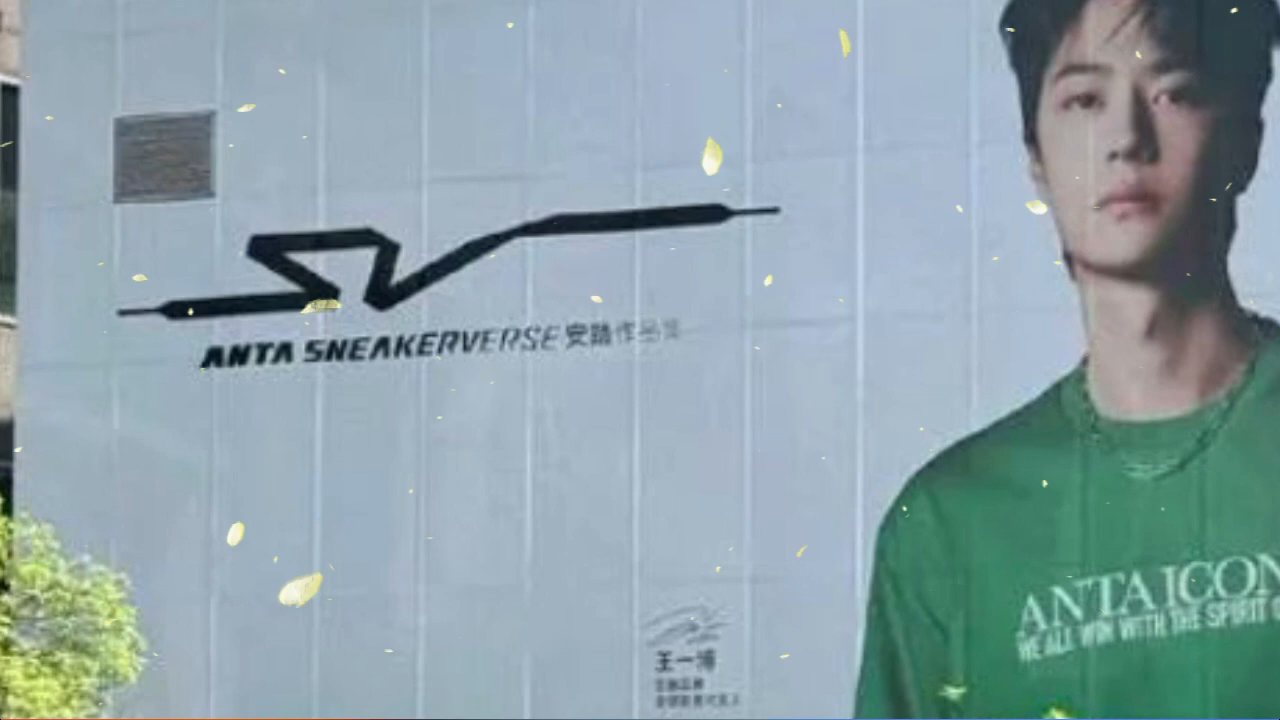 ANTA SNEAKERVERSE 安踏作品集
ANTA ICON
WE ALL WIN WITH THE SPIRIT O
王一博